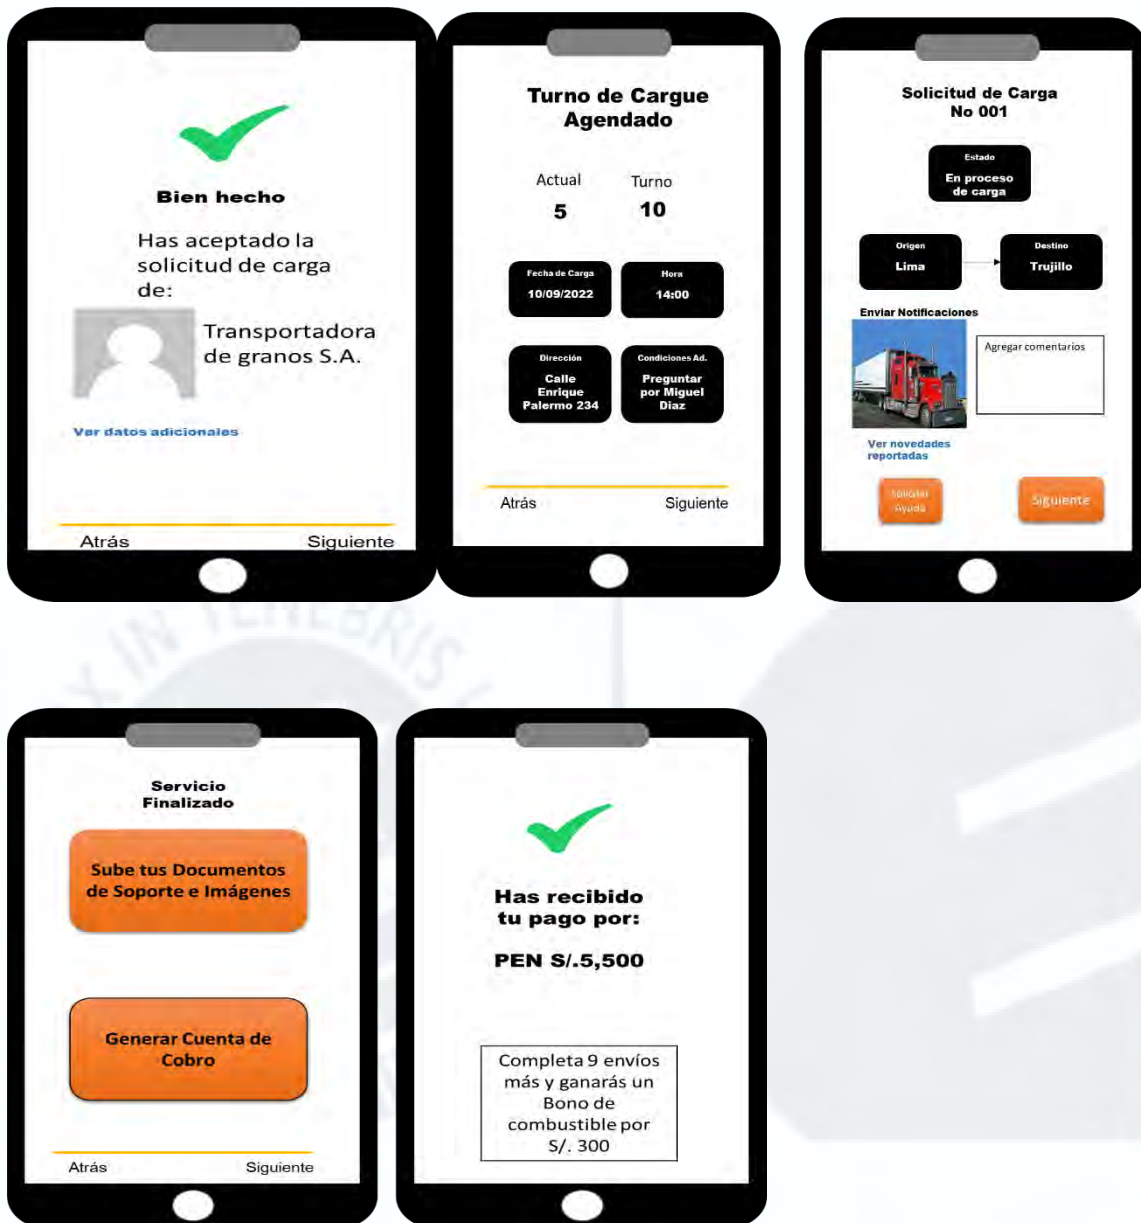 Bien hecho
Has aceptado la
solicitud de carga
de:
Transportadora
de granos S.A.
Ver datos adicionales
Atrás
Siguiente
Turno de Cargue
Agendado
Actual
Turno
5
10
Fecha de Carga
10/09/2022
Hora
14:00
Dirección
Calle
Enrique
Palermo 234
Condiciones Ad.
Preguntar
por Miguel
Diaz
Atrás
Siguiente
Solicitud de Carga
No 001
Estado
En proceso
de carga
Origen
Lima
Destino
Trujillo
Enviar Notificaciones
Agregar comentarios
Ver novedades
reportadas
Solicitar
Ayuda
Siguiente
IN TENEBRIS
Servicio
Finalizado
Sube tus Documentos
de Soporte e Imágenes
Generar Cuenta de
Cobro
Atrás
Siguiente
Has recibido
tu pago por:
PEN S/.5,500
Completa 9 envíos
más y ganarás un
Bono de
combustible por
S/. 300